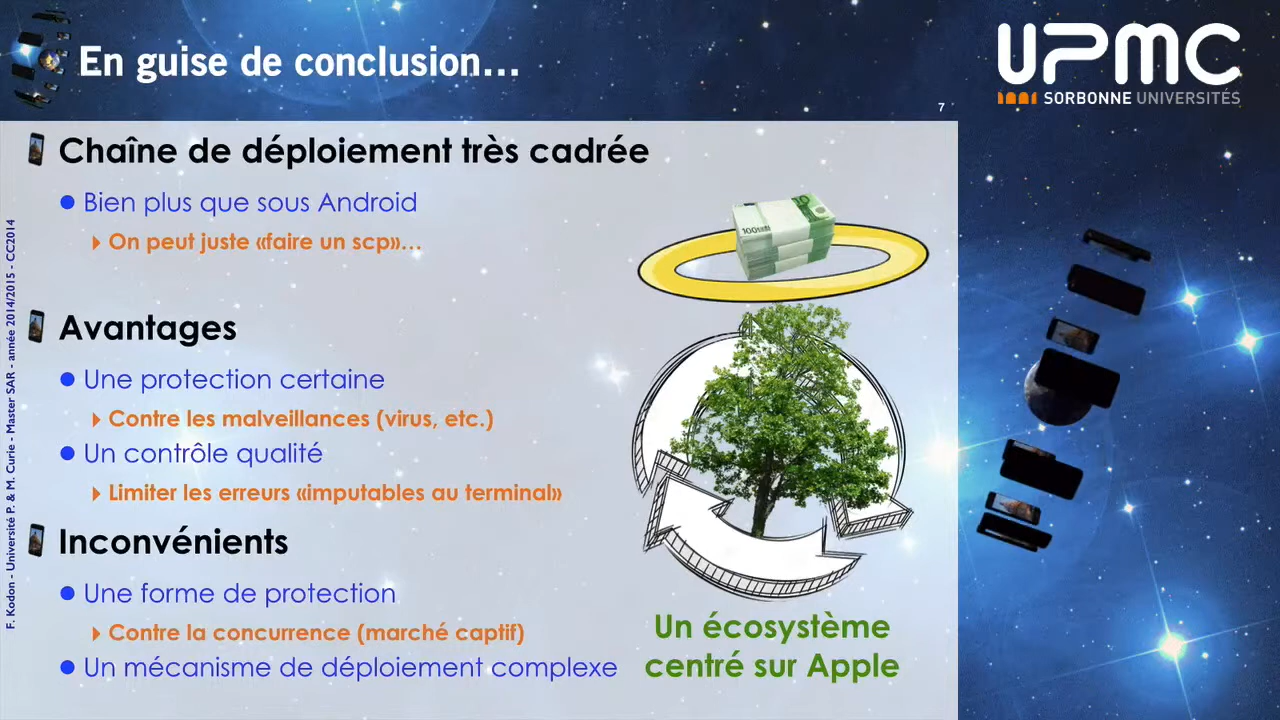 En guise de conclusion...
UPMC
SORBONNE UNIVERSITÉS
7
Chaîne de déploiement très cadrée
Bien plus que sous Android
On peut juste «faire un scp»...
Avantages
Une protection certaine
Contre les malveillances (virus, etc.)
Un contrôle qualité
Limiter les erreurs «imputables au terminal»
Inconvénients
Une forme de protection
Contre la concurrence (marché captif)
Un mécanisme de déploiement complexe
100
Un écosystème
centré sur Apple
F. Kodon - Université P. & M. Curie - Master SAR - année 2014/2015 - CC2014